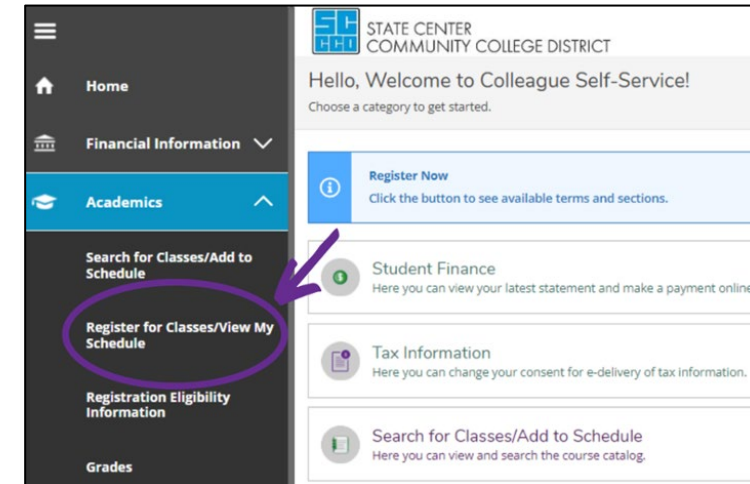 Home
Financial Information
Academics
Search for Classes/Add to
Schedule
Register for Classes/View My
Schedule
Registration Eligibility
Information
Grades
SC
CCD
STATE CENTER
COMMUNITY COLLEGE DISTRICT
Hello, Welcome to Colleague Self-Service!
Choose a category to get started.
Register Now
Click the button to see available terms and sections.
Student Finance
Here you can view your latest statement and make a payment online
Tax Information
Here you can change your consent for e-delivery of tax information.
Search for Classes/Add to Schedule
Here you can view and search the course catalog.